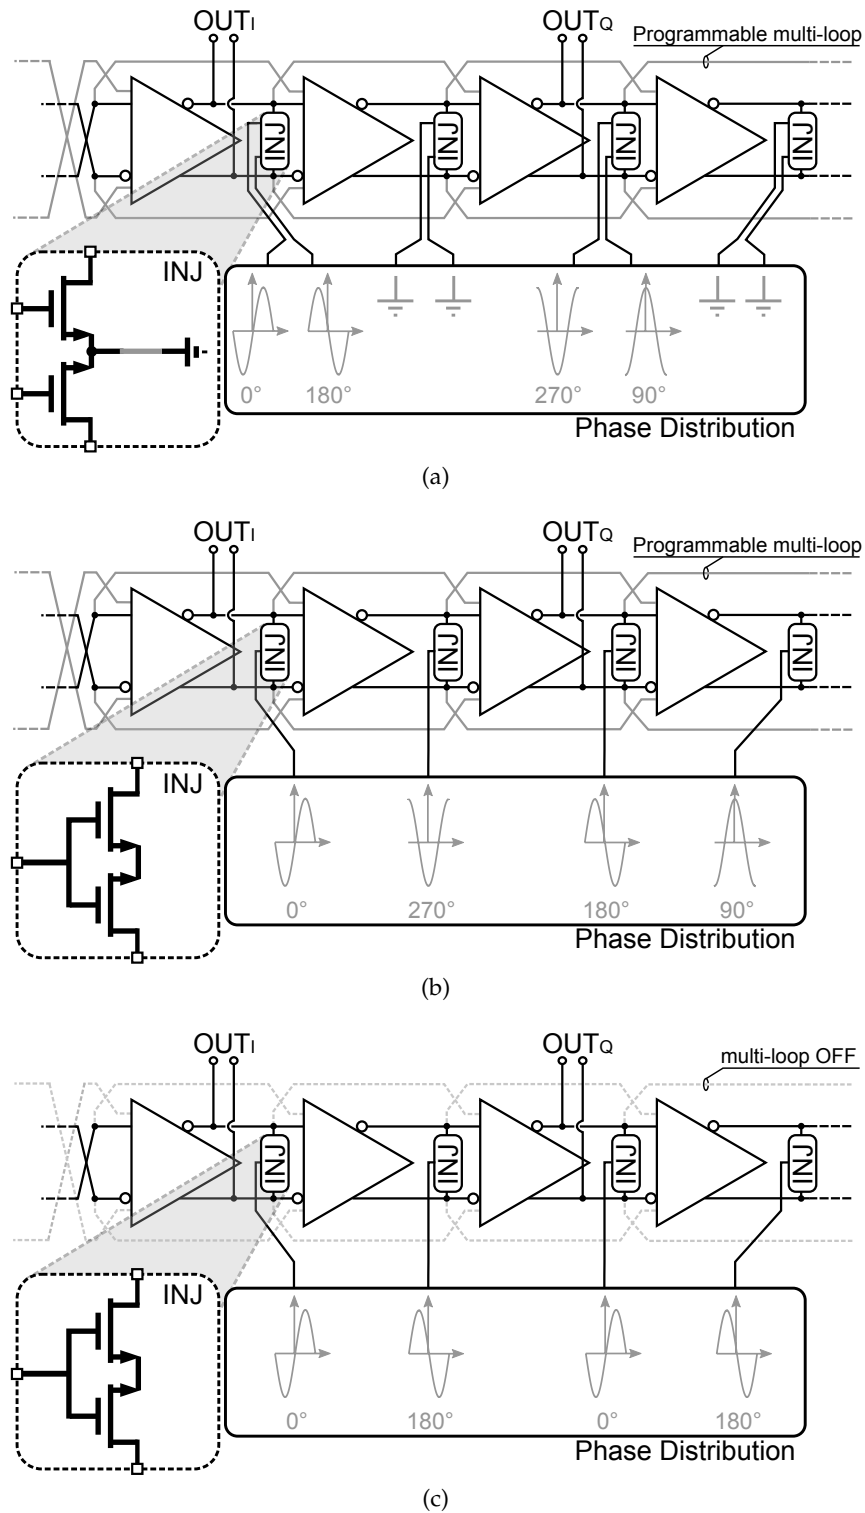 OUTI OUTQ Programmable multi-loop
INJ INJ INJ INJ
INJ
0° 180° 270° 90°
Phase Distribution
(a)
OUTI OUTQ Programmable multi-loop
INJ INJ INJ INJ
INJ
0° 270° 180° 90°
Phase Distribution
(b)
OUTI OUTQ multi-loop OFF
INJ INJ INJ INJ
INJ
0° 180° 0° 180°
Phase Distribution
(c)